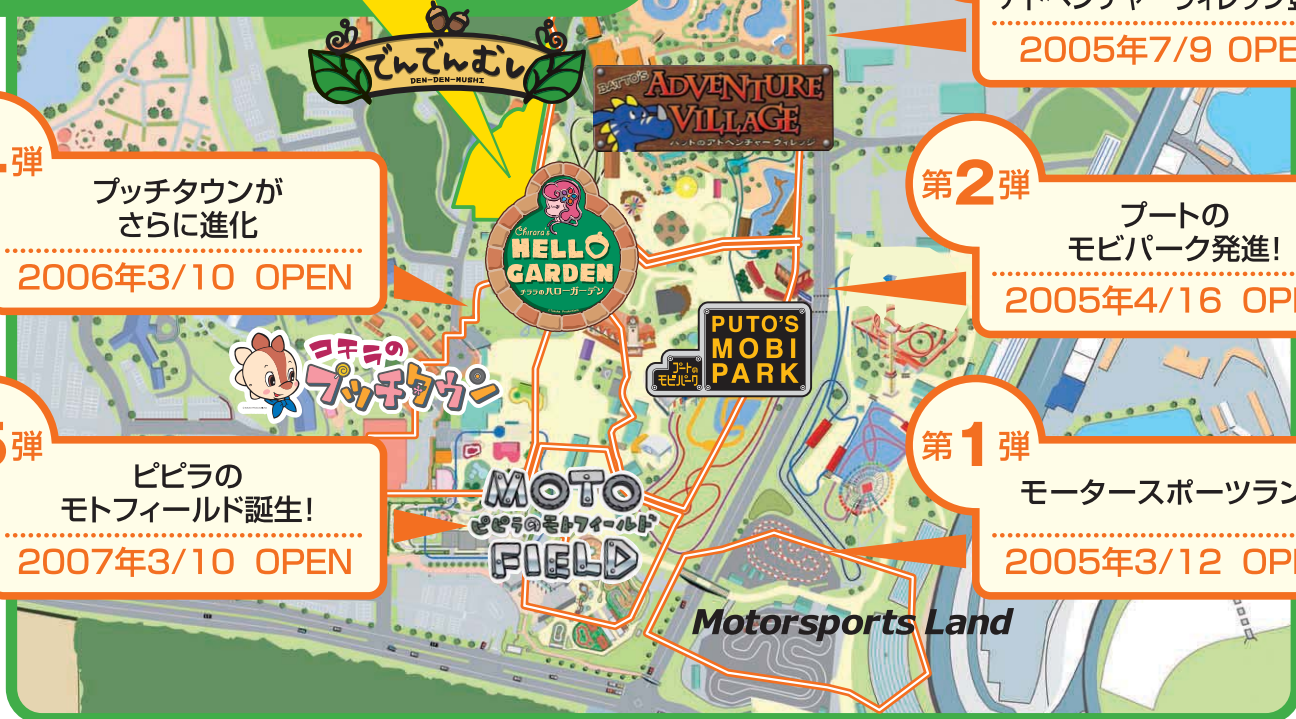 でんでんむし
DEN-DEN-MUSHI
BATTO'S
ADVENTURE
VILLAGE
バットのアドベンチャーヴィレッジ
2005年7/9 OPE
弾
プッチタウンが
さらに進化
2006年3/10 OPEN
Chirara's
HELLO
GARDEN
チララのハローガーデン
第2弾
プートの
モビパーク発進!
2005年4/16 OP
コチラの
プッチタウン
PUTO'S
MOBI
PARK
プートの
モビパーク
5弾
ピピラの
モトフィールド誕生!
2007年3/10 OPEN
MOTO
ピピラのモトフィールド
FIELD
第1弾
モータースポーツラン
2005年3/12 OP
Motorsports Land